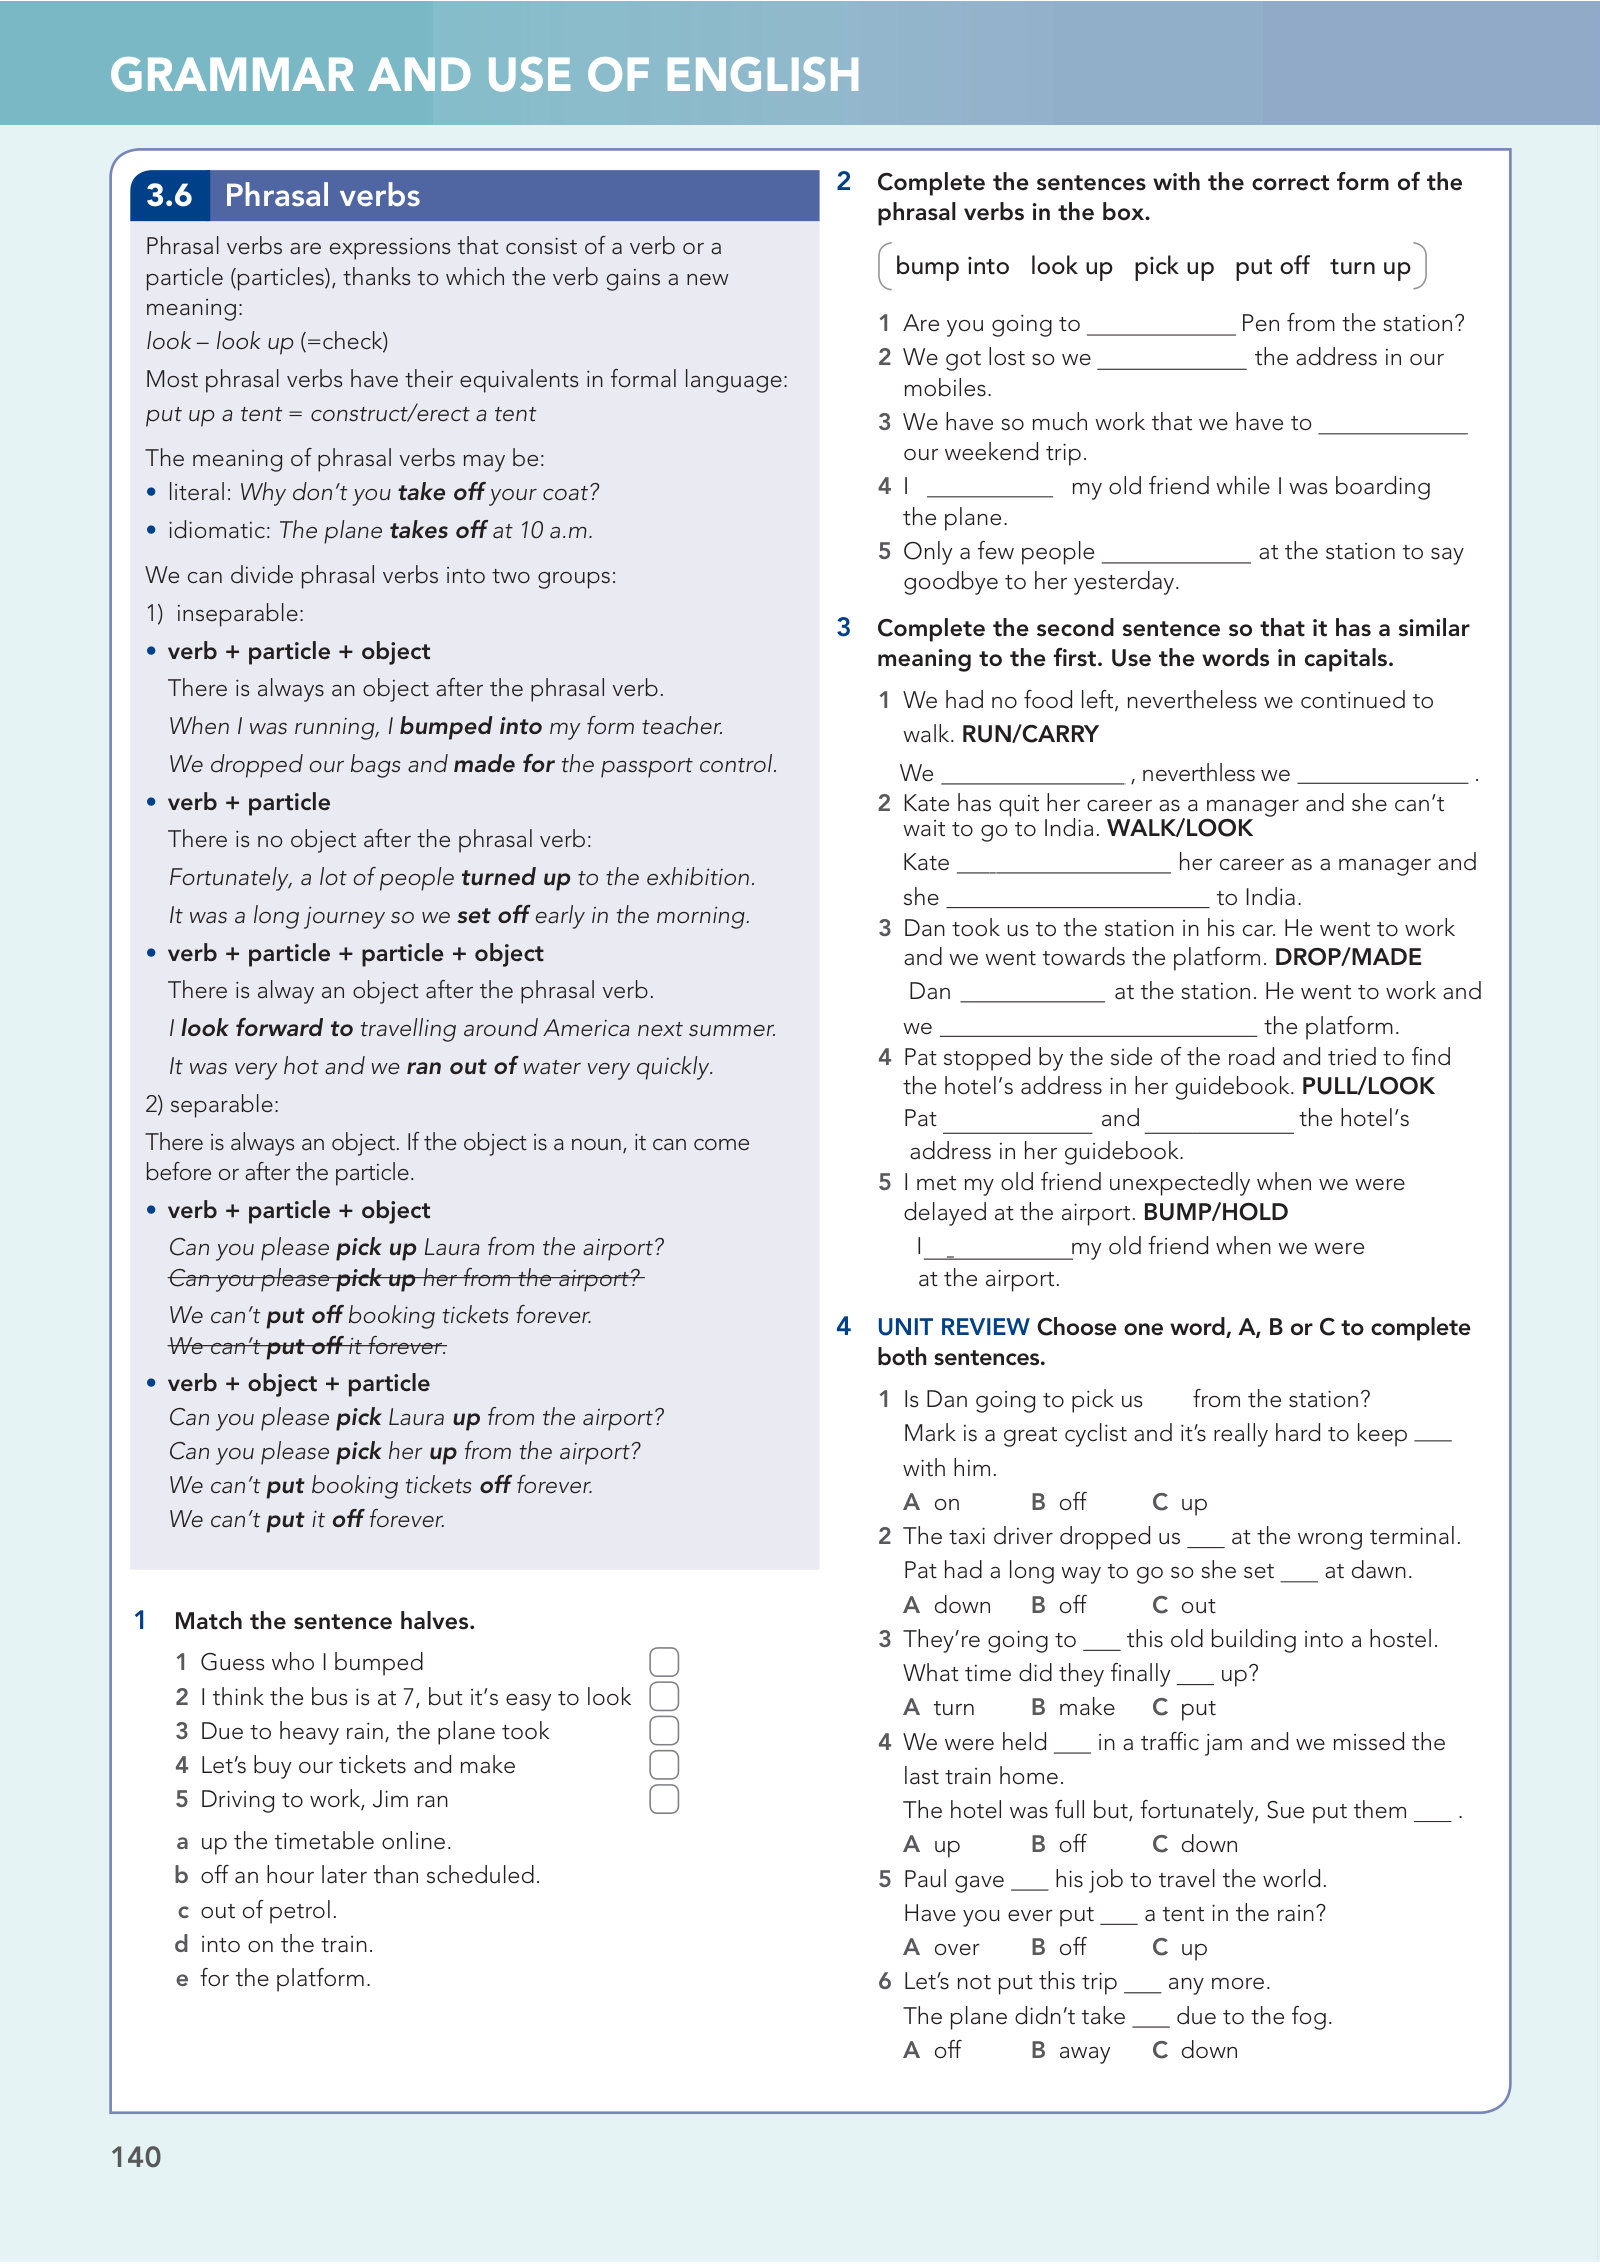 GRAMMAR AND USE OF ENGLISH
3.6 Phrasal verbs
Phrasal verbs are expressions that consist of a verb or a
particle (particles), thanks to which the verb gains a new
meaning:
look – look up (=check)
Most phrasal verbs have their equivalents in formal language:
put up a tent = construct/erect a tent
The meaning of phrasal verbs may be:
• literal: Why don't you take off your coat?
• idiomatic: The plane takes off at 10 a.m.
We can divide phrasal verbs into two groups:
1) inseparable:
• verb + particle + object
There is always an object after the phrasal verb.
When I was running, I bumped into my form teacher.
We dropped our bags and made for the passport control.
• verb + particle
There is no object after the phrasal verb:
Fortunately, a lot of people turned up to the exhibition.
It was a long journey so we set off early in the morning.
• verb + particle + particle + object
There is alway an object after the phrasal verb.
I look forward to travelling around America next summer.
It was very hot and we ran out of water very quickly.
2) separable:
There is always an object. If the object is a noun, it can come
before or after the particle.
• verb + particle + object
Can you please pick up Laura from the airport?
Can you please pick up her from the airport?
We can't put off booking tickets forever.
We can't put off it forever.
• verb + object + particle
Can you please pick Laura up from the airport?
Can you please pick her up from the airport?
We can't put booking tickets off forever.
We can't put it off forever.
1 Match the sentence halves.
1 Guess who I bumped
2 I think the bus is at 7, but it's easy to look
3 Due to heavy rain, the plane took
4 Let's buy our tickets and make
5 Driving to work, Jim ran
a up the timetable online.
b off an hour later than scheduled.
c out of petrol.
d into on the train.
e for the platform.
2 Complete the sentences with the correct form of the
phrasal verbs in the box.
bump into look up pick up put off turn up
1 Are you going to ____________ Pen from the station?
2 We got lost so we ____________ the address in our
mobiles.
3 We have so much work that we have to ____________
our weekend trip.
4 I __________ my old friend while I was boarding
the plane.
5 Only a few people ____________ at the station to say
goodbye to her yesterday.
3 Complete the second sentence so that it has a similar
meaning to the first. Use the words in capitals.
1 We had no food left, nevertheless we continued to
walk. RUN/CARRY
We _______________ , neverthless we ______________ .
2 Kate has quit her career as a manager and she can't
wait to go to India. WALK/LOOK
Kate _________________ her career as a manager and
she _____________________ to India.
3 Dan took us to the station in his car. He went to work
and we went towards the platform. DROP/MADE
Dan ____________ at the station. He went to work and
we __________________________ the platform.
4 Pat stopped by the side of the road and tried to find
the hotel's address in her guidebook. PULL/LOOK
Pat ____________ and ____________ the hotel's
address in her guidebook.
5 I met my old friend unexpectedly when we were
delayed at the airport. BUMP/HOLD
I____________my old friend when we were
at the airport.
4 UNIT REVIEW Choose one word, A, B or C to complete
both sentences.
1 Is Dan going to pick us from the station?
Mark is a great cyclist and it's really hard to keep ___
with him.
A on B off C up
2 The taxi driver dropped us ___ at the wrong terminal.
Pat had a long way to go so she set ___ at dawn.
A down B off C out
3 They're going to ___ this old building into a hostel.
What time did they finally ___ up?
A turn B make C put
4 We were held ___ in a traffic jam and we missed the
last train home.
The hotel was full but, fortunately, Sue put them ___ .
A up B off C down
5 Paul gave ___ his job to travel the world.
Have you ever put ___ a tent in the rain?
A over B off C up
6 Let's not put this trip ___ any more.
The plane didn't take ___ due to the fog.
A off B away C down
140